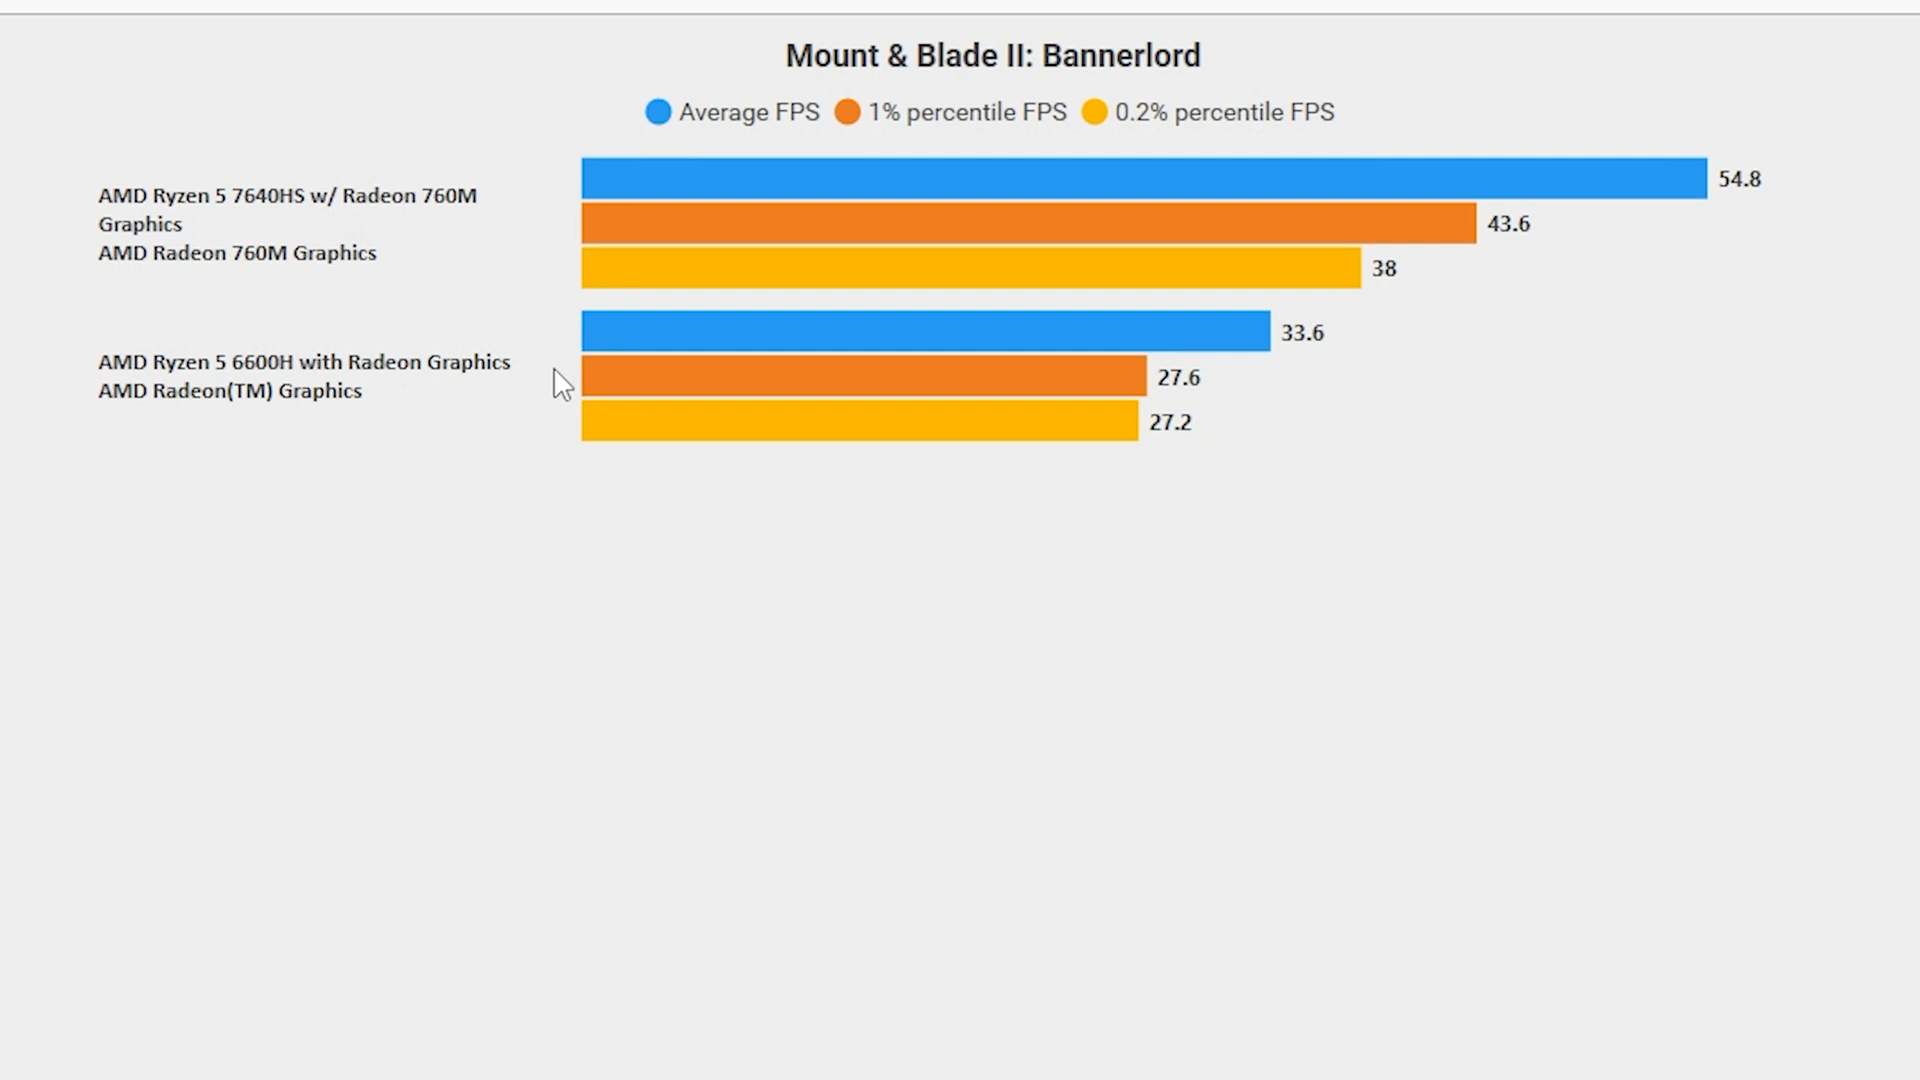 Mount & Blade II: Bannerlord
Average FPS 1% percentile FPS 0.2% percentile FPS
AMD Ryzen 5 7640HS w/ Radeon 760M
Graphics
AMD Radeon 760M Graphics
54.8
43.6
38
AMD Ryzen 5 6600H with Radeon Graphics
AMD Radeon(TM) Graphics
33.6
27.6
27.2